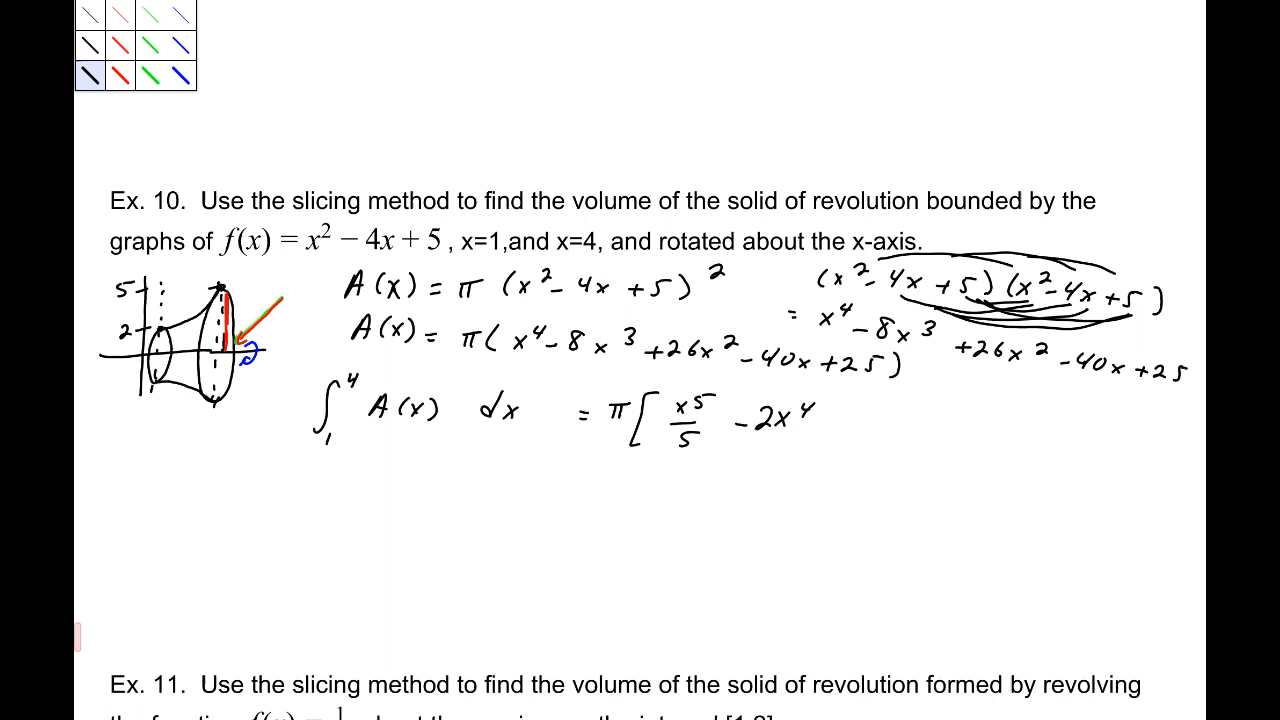 Ex. 10. Use the slicing method to find the volume of the solid of revolution bounded by the
graphs of f(x) = x² − 4x + 5 , x=1,and x=4, and rotated about the x-axis.
5
2
A(x) = π (x² - 4x + 5)²
(x² - 4x + 5)(x² - 4x + 5)
= x⁴ - 8x³ + 26x² - 40x + 25
A(x) = π( x⁴ - 8x³ + 26x² - 40x + 25)
∫₁⁴ A(x) dx = π[ x⁵/5 - 2x⁴
Ex. 11. Use the slicing method to find the volume of the solid of revolution formed by revolving